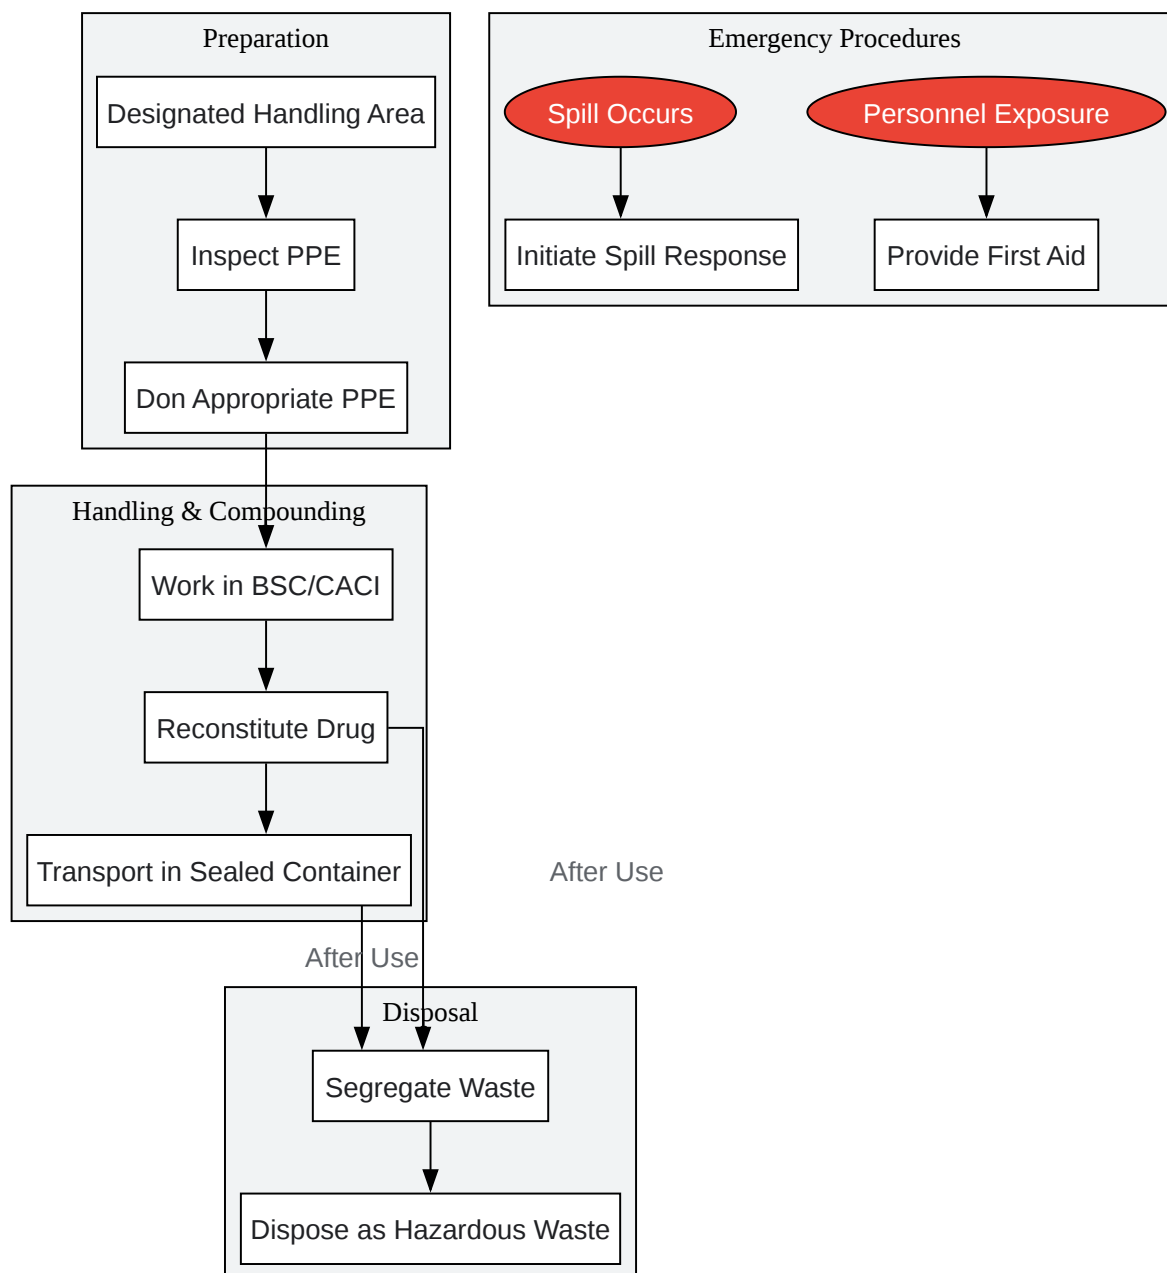 Preparation
Designated Handling Area
Inspect PPE
Don Appropriate PPE
Emergency Procedures
Spill Occurs
Personnel Exposure
Initiate Spill Response
Provide First Aid
Handling & Compounding
Work in BSC/CACI
Reconstitute Drug
Transport in Sealed Container
After Use
After Use
Disposal
Segregate Waste
Dispose as Hazardous Waste